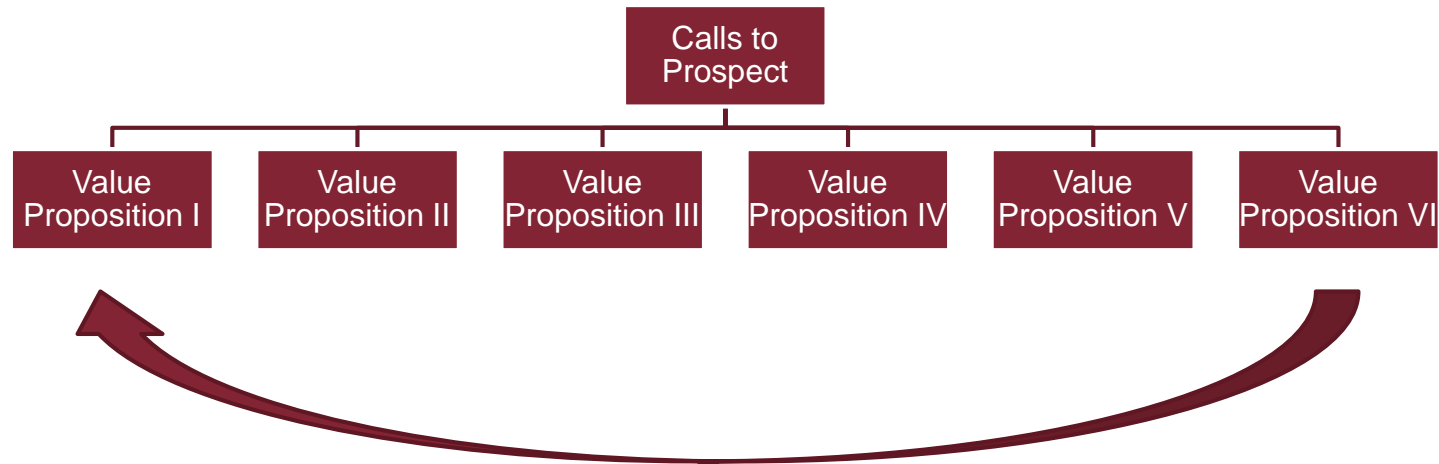 Calls to
Prospect
Value
Proposition I
Value
Proposition II
Value
Proposition III
Value
Proposition IV
Value
Proposition V
Value
Proposition VI